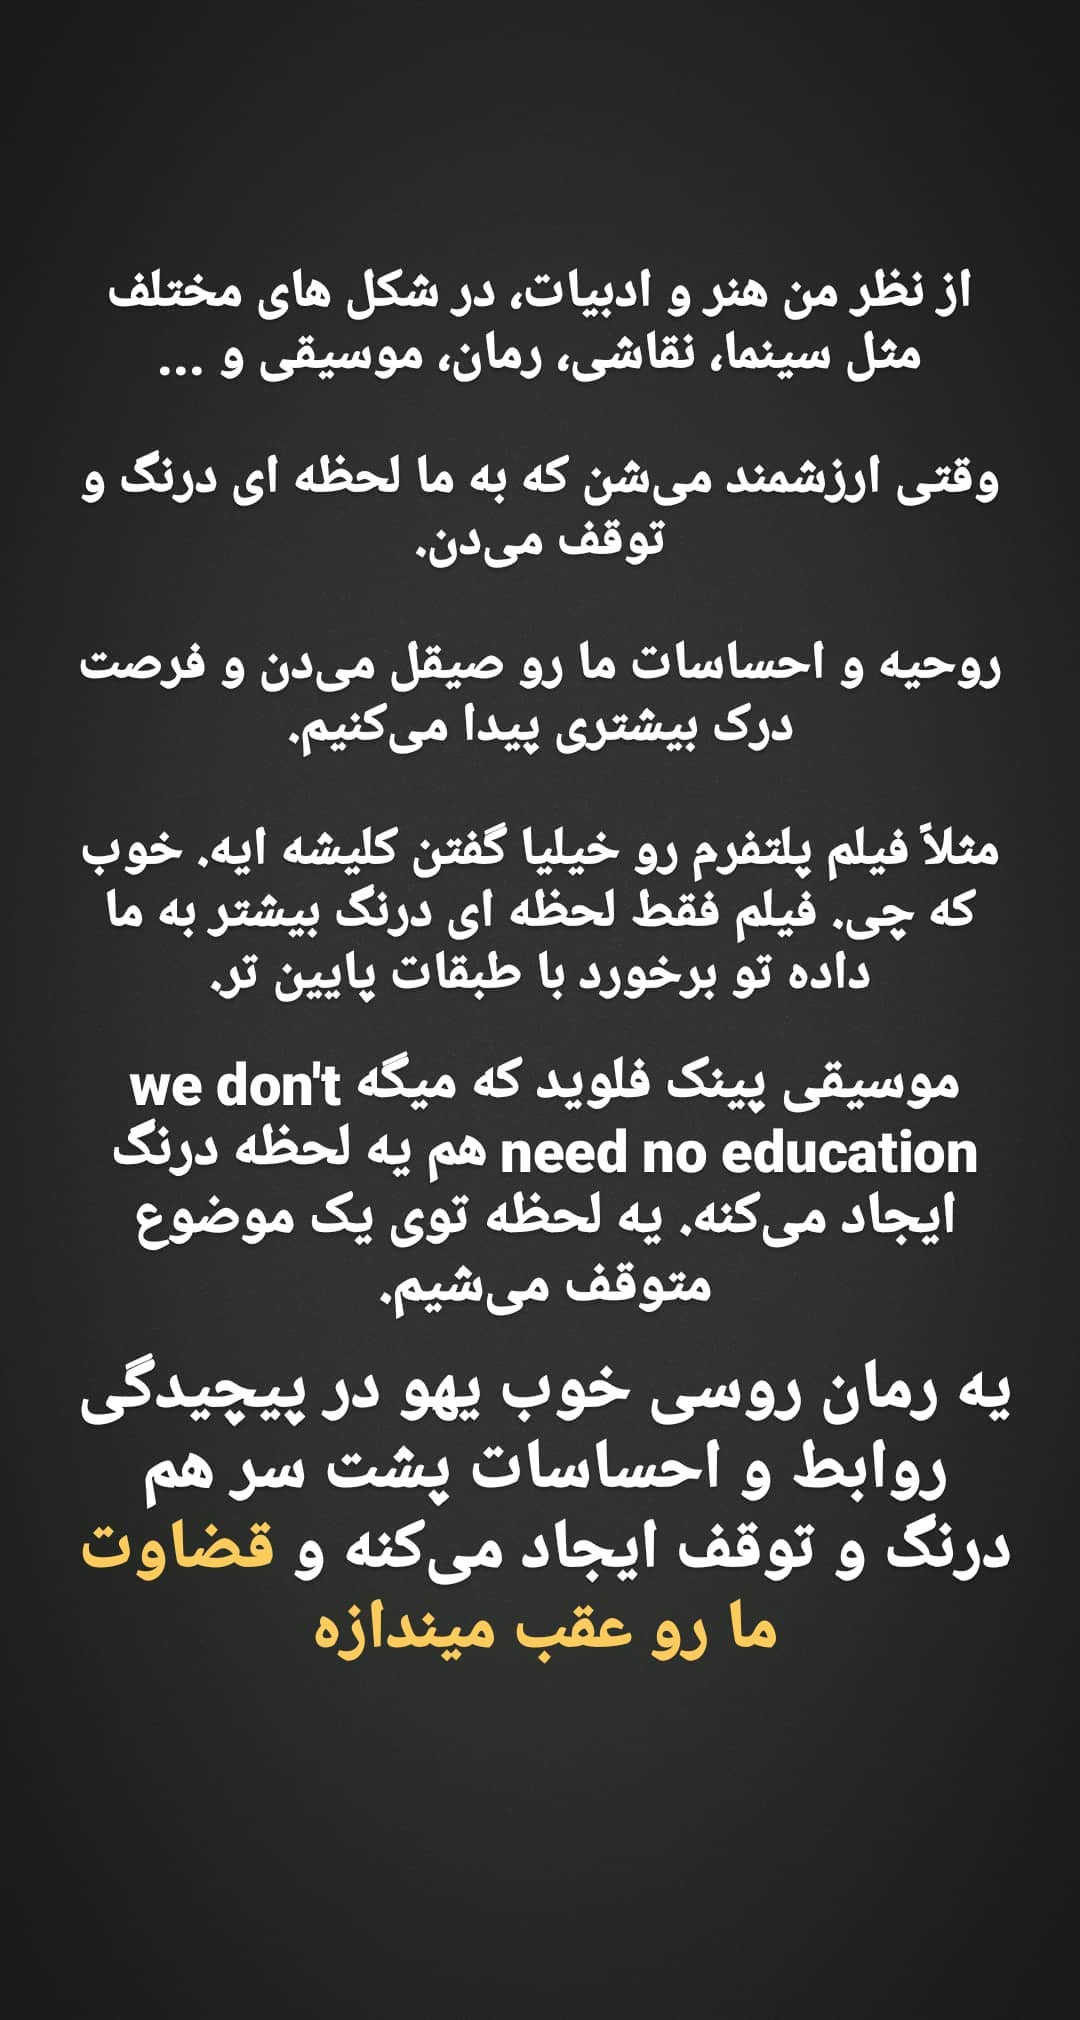 از نظر من هنر و ادبیات، در شکل های مختلف
مثل سینما، نقاشی، رمان، موسیقی و ...
وقتی ارزشمند می‌شن که به ما لحظه ای درنگ و
توقف می‌دن.
روحیه و احساسات ما رو صیقل می‌دن و فرصت
درک بیشتری پیدا می‌کنیم.
مثلاً فیلم پلتفرم رو خیلیا گفتن کلیشه ایه. خوب
که چی. فیلم فقط لحظه ای درنگ بیشتر به ما
داده تو برخورد با طبقات پایین تر.
موسیقی پینک فلوید که میگه we don't
need no education هم یه لحظه درنگ
ایجاد می‌کنه. یه لحظه توی یک موضوع
متوقف می‌شیم.
یه رمان روسی خوب یهو در پیچیدگی
روابط و احساسات پشت سر هم
درنگ و توقف ایجاد می‌کنه و قضاوت
ما رو عقب میندازه